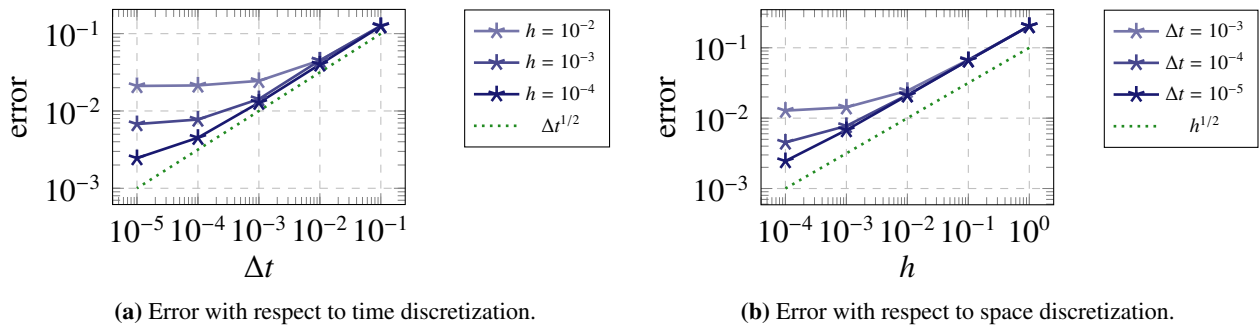 10^{-1}
10^{-2}
10^{-3}
error
10^{-5} 10^{-4} 10^{-3} 10^{-2} 10^{-1}
Δt
h = 10^{-2}
h = 10^{-3}
h = 10^{-4}
Δt^{1/2}
(a) Error with respect to time discretization.
10^{-1}
10^{-2}
10^{-3}
error
10^{-4} 10^{-3} 10^{-2} 10^{-1} 10^{0}
h
Δt = 10^{-3}
Δt = 10^{-4}
Δt = 10^{-5}
h^{1/2}
(b) Error with respect to space discretization.